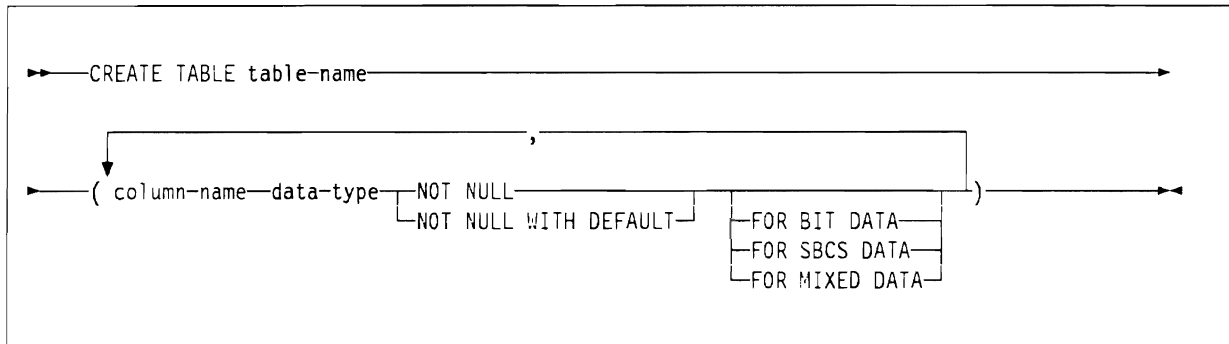 CREATE TABLE table-name
,
( column-name data-type NOT NULL )
NOT NULL WITH DEFAULT
FOR BIT DATA
FOR SBCS DATA
FOR MIXED DATA